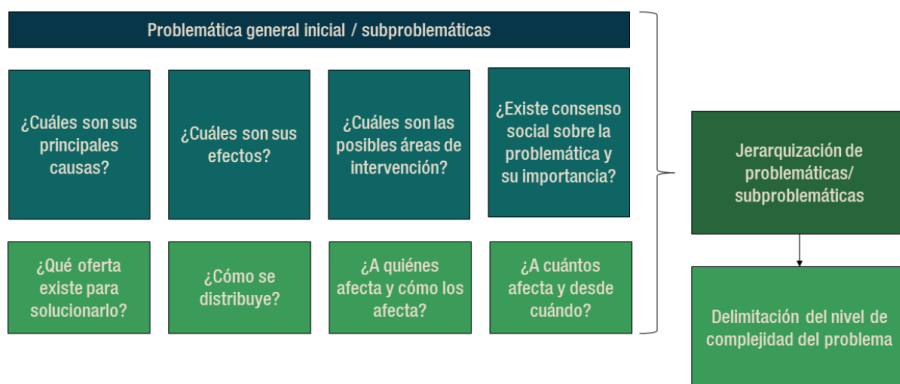 Problemática general inicial / subproblemáticas
¿Cuáles son sus
principales
causas?
¿Cuáles son sus
efectos?
¿Cuáles son las
posibles áreas de
intervención?
¿Existe consenso
social sobre la
problemática y
su importancia?
¿Qué oferta
existe para
solucionarlo?
¿Cómo se
distribuye?
¿A quiénes
afecta y cómo los
afecta?
¿A cuántos
afecta y desde
cuándo?
Jerarquización de
problemáticas/
subproblemáticas
Delimitación del nivel de
complejidad del problema